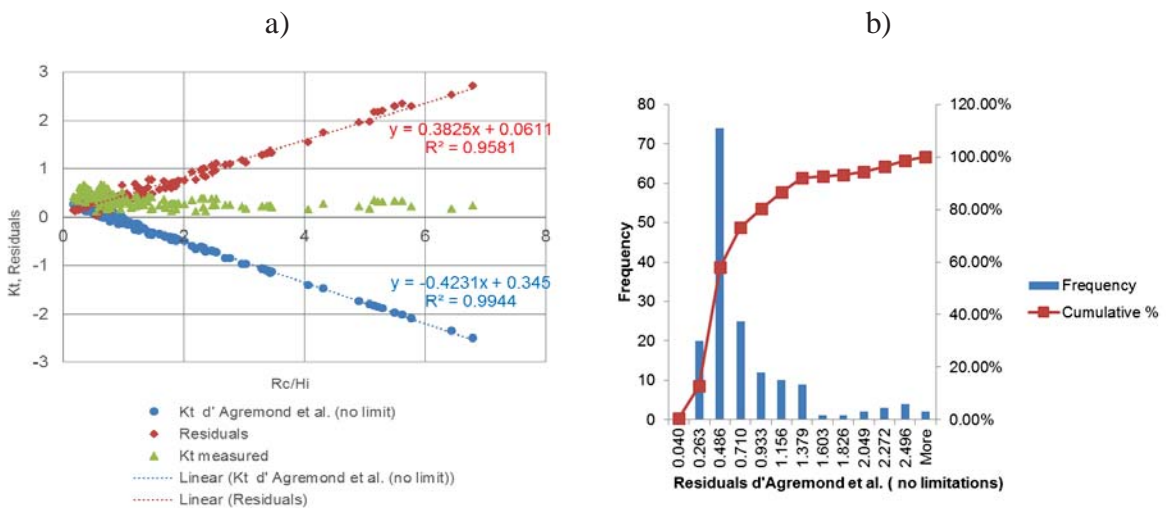 a)
b)
3
2
1
0
-1
-2
-3
0
2
4
6
8
Kt, Residuals
Rc/Hi
y = 0.3825x + 0.0611
R² = 0.9581
y = -0.4231x + 0.345
R² = 0.9944
Kt d' Agremond et al. (no limit)
Residuals
Kt measured
Linear (Kt d' Agremond et al. (no limit))
Linear (Residuals)
80
70
60
50
40
30
20
10
0
Frequency
120.00%
100.00%
80.00%
60.00%
40.00%
20.00%
0.00%
0.040
0.263
0.486
0.710
0.933
1.156
1.379
1.603
1.826
2.049
2.272
2.496
More
Residuals d'Agremond et al. ( no limitations)
Frequency
Cumulative %